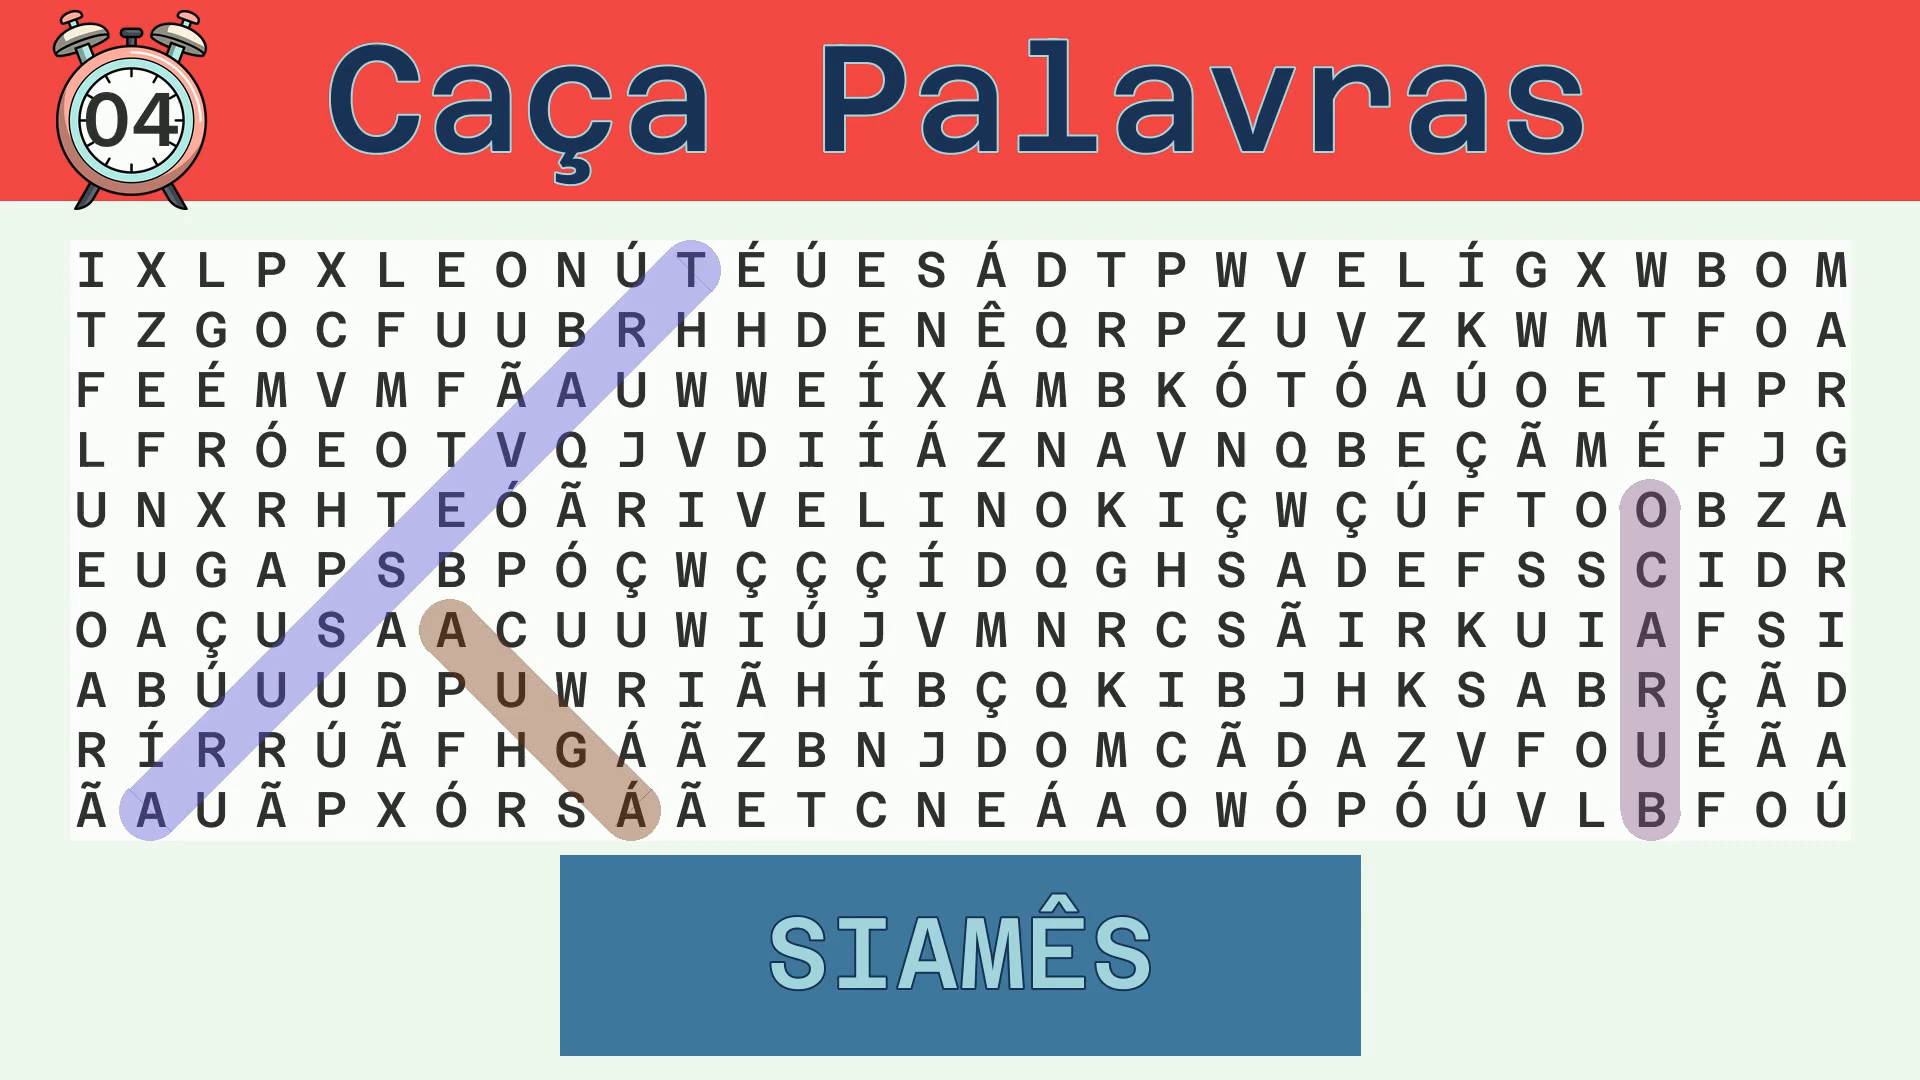 04
Caça Palavras
I X L P X L E O N Ú T É Ú E S Á D T P W V E L Í G X W B O M
T Z G O C F U U B R H H D E N Ê Q R P Z U V Z K W M T F O A
F E É M V M F Ã A U W W E Í X Á M B K Ó T Ó A Ú O E T H P R
L F R Ó E O T V Q J V D I Í Á Z N A V N Q B E Ç Ã M É F J G
U N X R H T E Ó Ã R I V E L I N O K I Ç W Ç Ú F T O O B Z A
E U G A P S B P Ó Ç W Ç Ç Ç Í D Q G H S A D E F S S C I D R
O A Ç U S A A C U U W I Ú J V M N R C S Ã I R K U I A F S I
A B Ú U U D P U W R I Ã H Í B Ç Q K I B J H K S A B R Ç Ã D
R Í R R Ú Ã F H G Á Ã Z B N J D O M C Ã D A Z V F O U É Ã A
Ã A U Ã P X Ó R S Á Ã E T C N E Á A O W Ó P Ó Ú V L B F O Ú
SIAMÊS